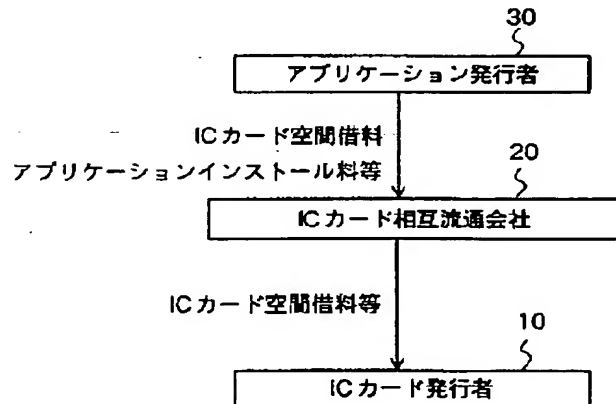 30
アプリケーション発行者
ICカード空間借料
アプリケーションインストール料等
20
ICカード相互流通会社
ICカード空間借料等
10
ICカード発行者